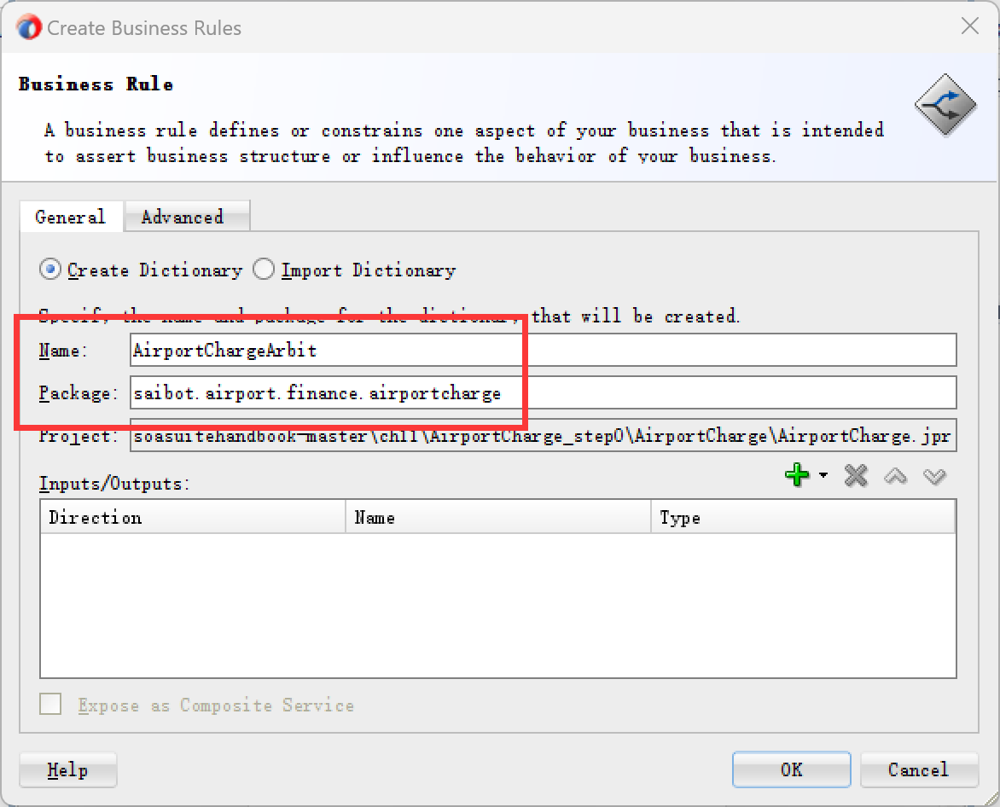 Create Business Rules
Business Rule
A business rule defines or constrains one aspect of your business that is intended
to assert business structure or influence the behavior of your business.
General Advanced
Create Dictionary Import Dictionary
Specify the name and package for the dictionary that will be created.
Name: AirportChargeArbit
Package: saibot.airport.finance.airportcharge
Project: soasuitehandbook-master\ch11\AirportCharge_step0\AirportCharge\AirportCharge.jpr
Inputs/Outputs:
Direction Name Type
Expose as Composite Service
Help OK Cancel